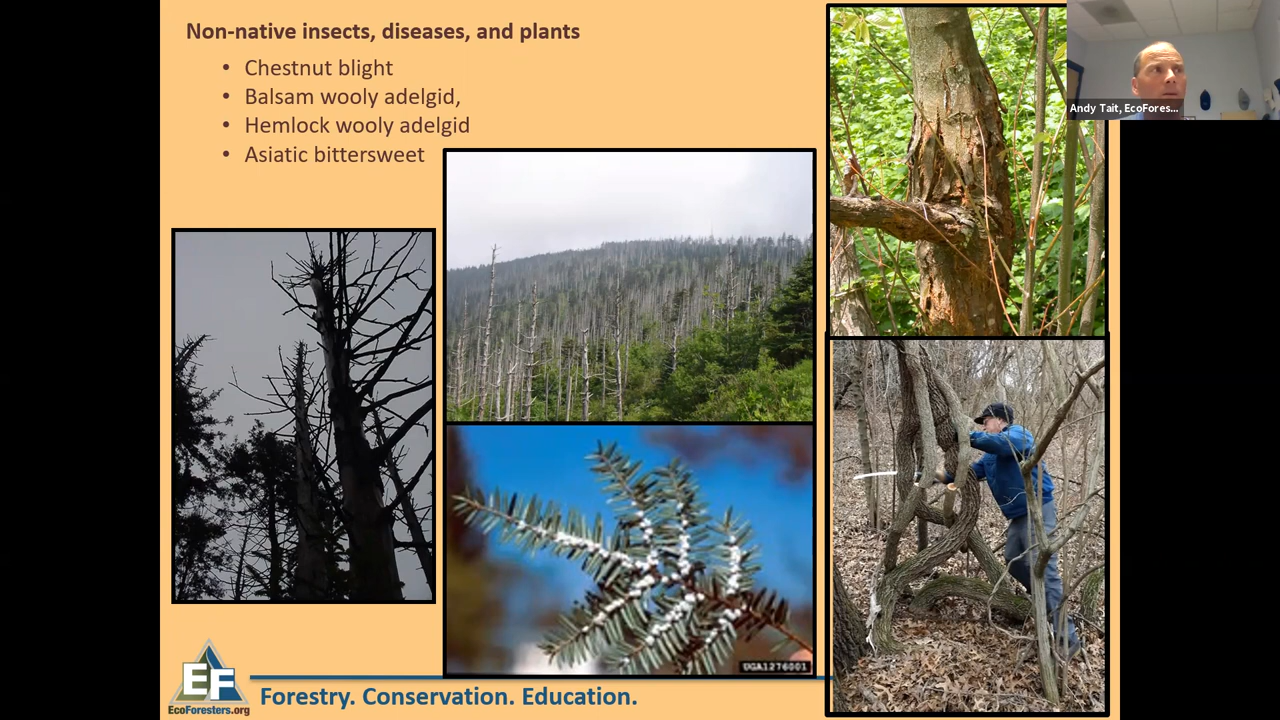 Non-native insects, diseases, and plants
• Chestnut blight
• Balsam wooly adelgid,
• Hemlock wooly adelgid
• Asiatic bittersweet
Andy Tait, EcoFores...
UGA1276001
EF
EcoForesters.org
Forestry. Conservation. Education.